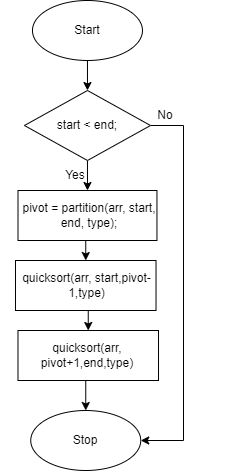 Start
start < end;
No
Yes
pivot = partition(arr, start,
end, type);
quicksort(arr, start,pivot-
1,type)
quicksort(arr,
pivot+1,end,type)
Stop